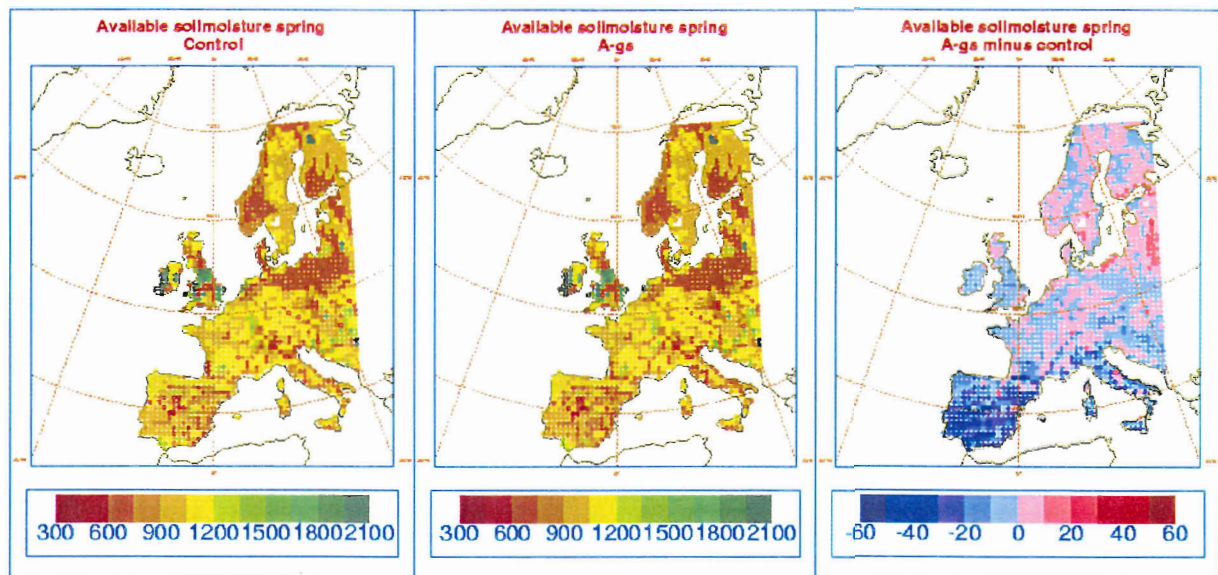 Available soilmoisture spring
Control
Available soilmoisture spring
A-gs
Available soilmoisture spring
A-gs minus control
300 600 900 1200 1500 1800 2100
300 600 900 1200 1500 1800 2100
-60 -40 -20 0 20 40 60